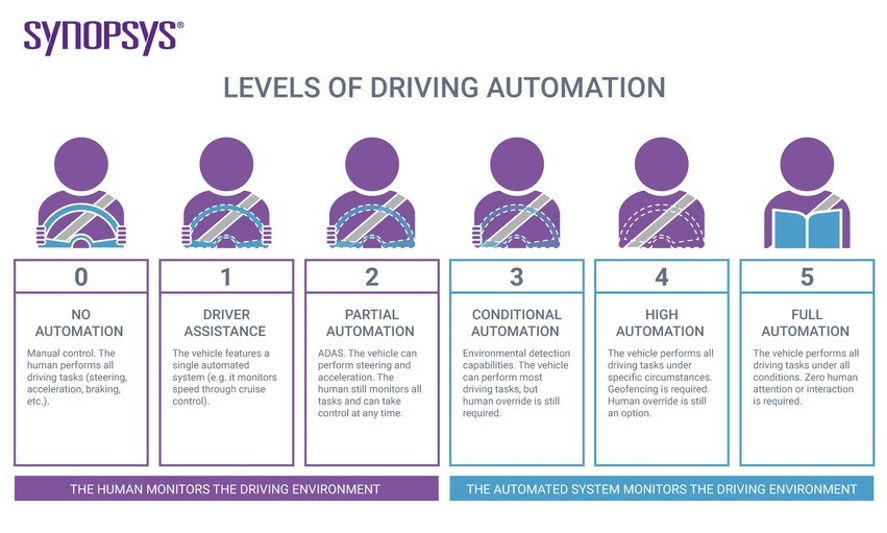 SYNOPSYS®
LEVELS OF DRIVING AUTOMATION
0
NO
AUTOMATION
Manual control. The
human performs all
driving tasks (steering,
acceleration, braking,
etc.).
1
DRIVER
ASSISTANCE
The vehicle features a
single automated
system (e.g. it monitors
speed through cruise
control).
2
PARTIAL
AUTOMATION
ADAS. The vehicle can
perform steering and
acceleration. The
human still monitors all
tasks and can take
control at any time.
3
CONDITIONAL
AUTOMATION
Environmental detection
capabilities. The vehicle
can perform most
driving tasks, but
human override is still
required.
4
HIGH
AUTOMATION
The vehicle performs all
driving tasks under
specific circumstances.
Geofencing is required.
Human override is still
an option.
5
FULL
AUTOMATION
The vehicle performs all
driving tasks under all
conditions. Zero human
attention or interaction
is required.
THE HUMAN MONITORS THE DRIVING ENVIRONMENT
THE AUTOMATED SYSTEM MONITORS THE DRIVING ENVIRONMENT